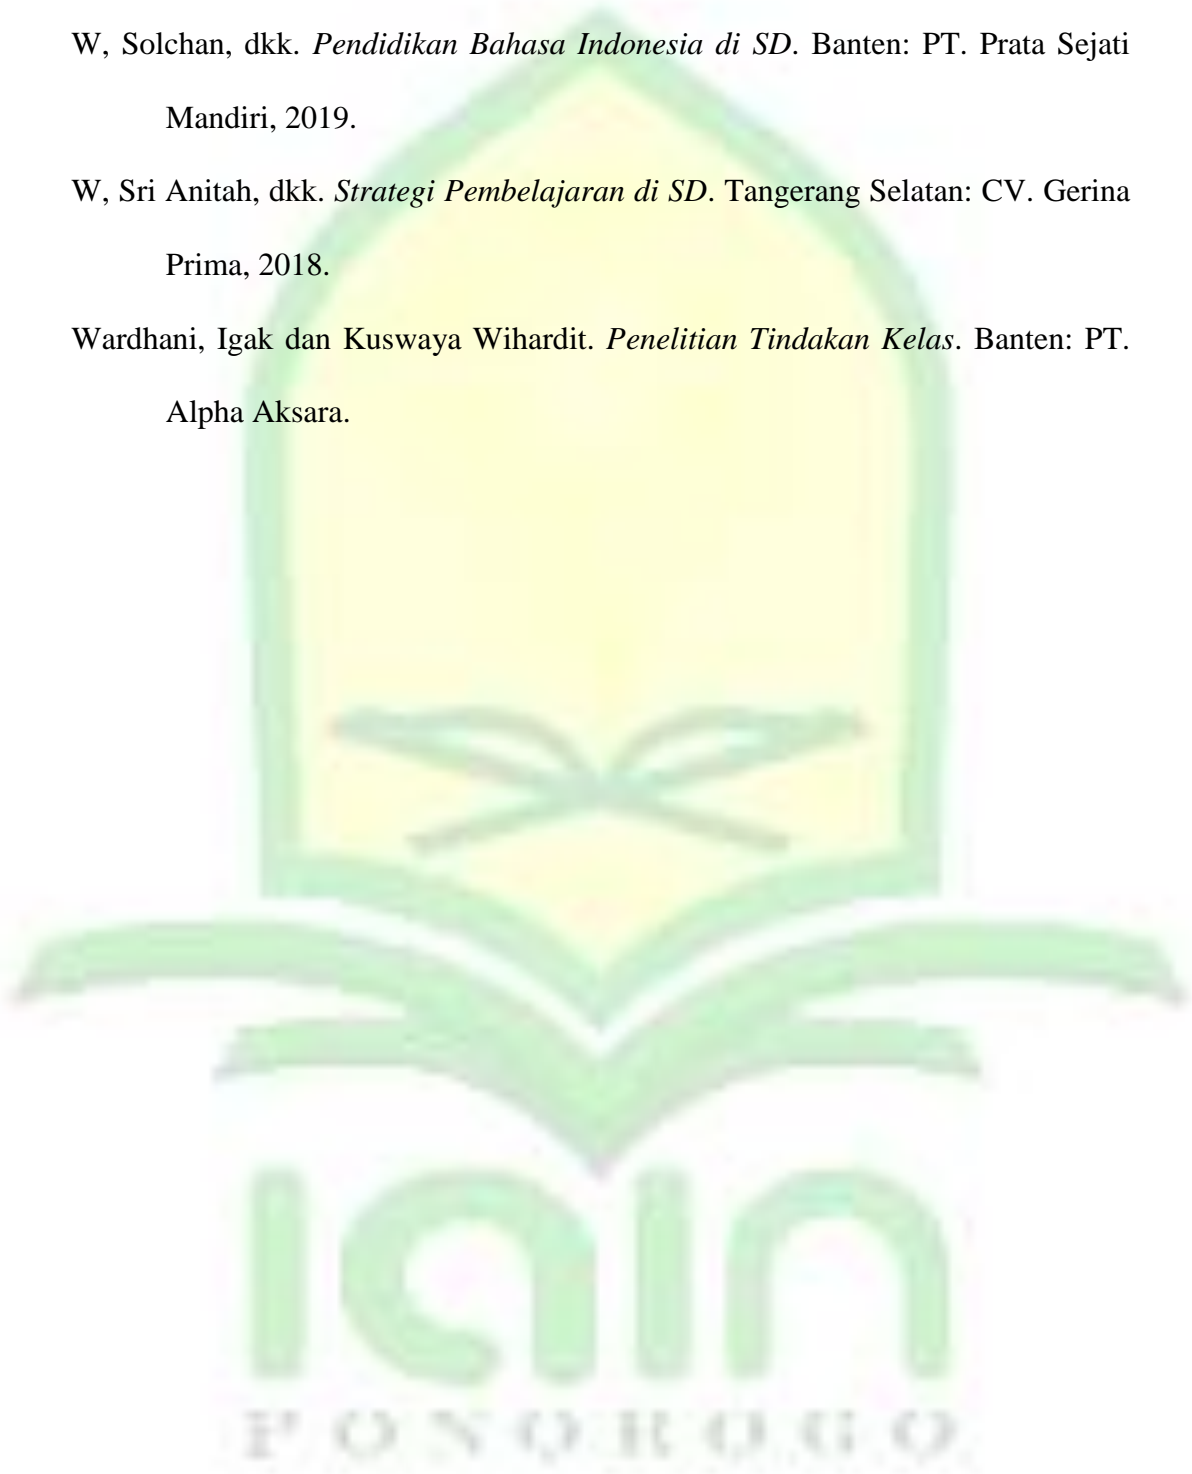 W, Solchan, dkk. Pendidikan Bahasa Indonesia di SD. Banten: PT. Prata Sejati
Mandiri, 2019.
W, Sri Anitah, dkk. Strategi Pembelajaran di SD. Tangerang Selatan: CV. Gerina
Prima, 2018.
Wardhani, Igak dan Kuswaya Wihardit. Penelitian Tindakan Kelas. Banten: PT.
Alpha Aksara.
iain
PONOROGO